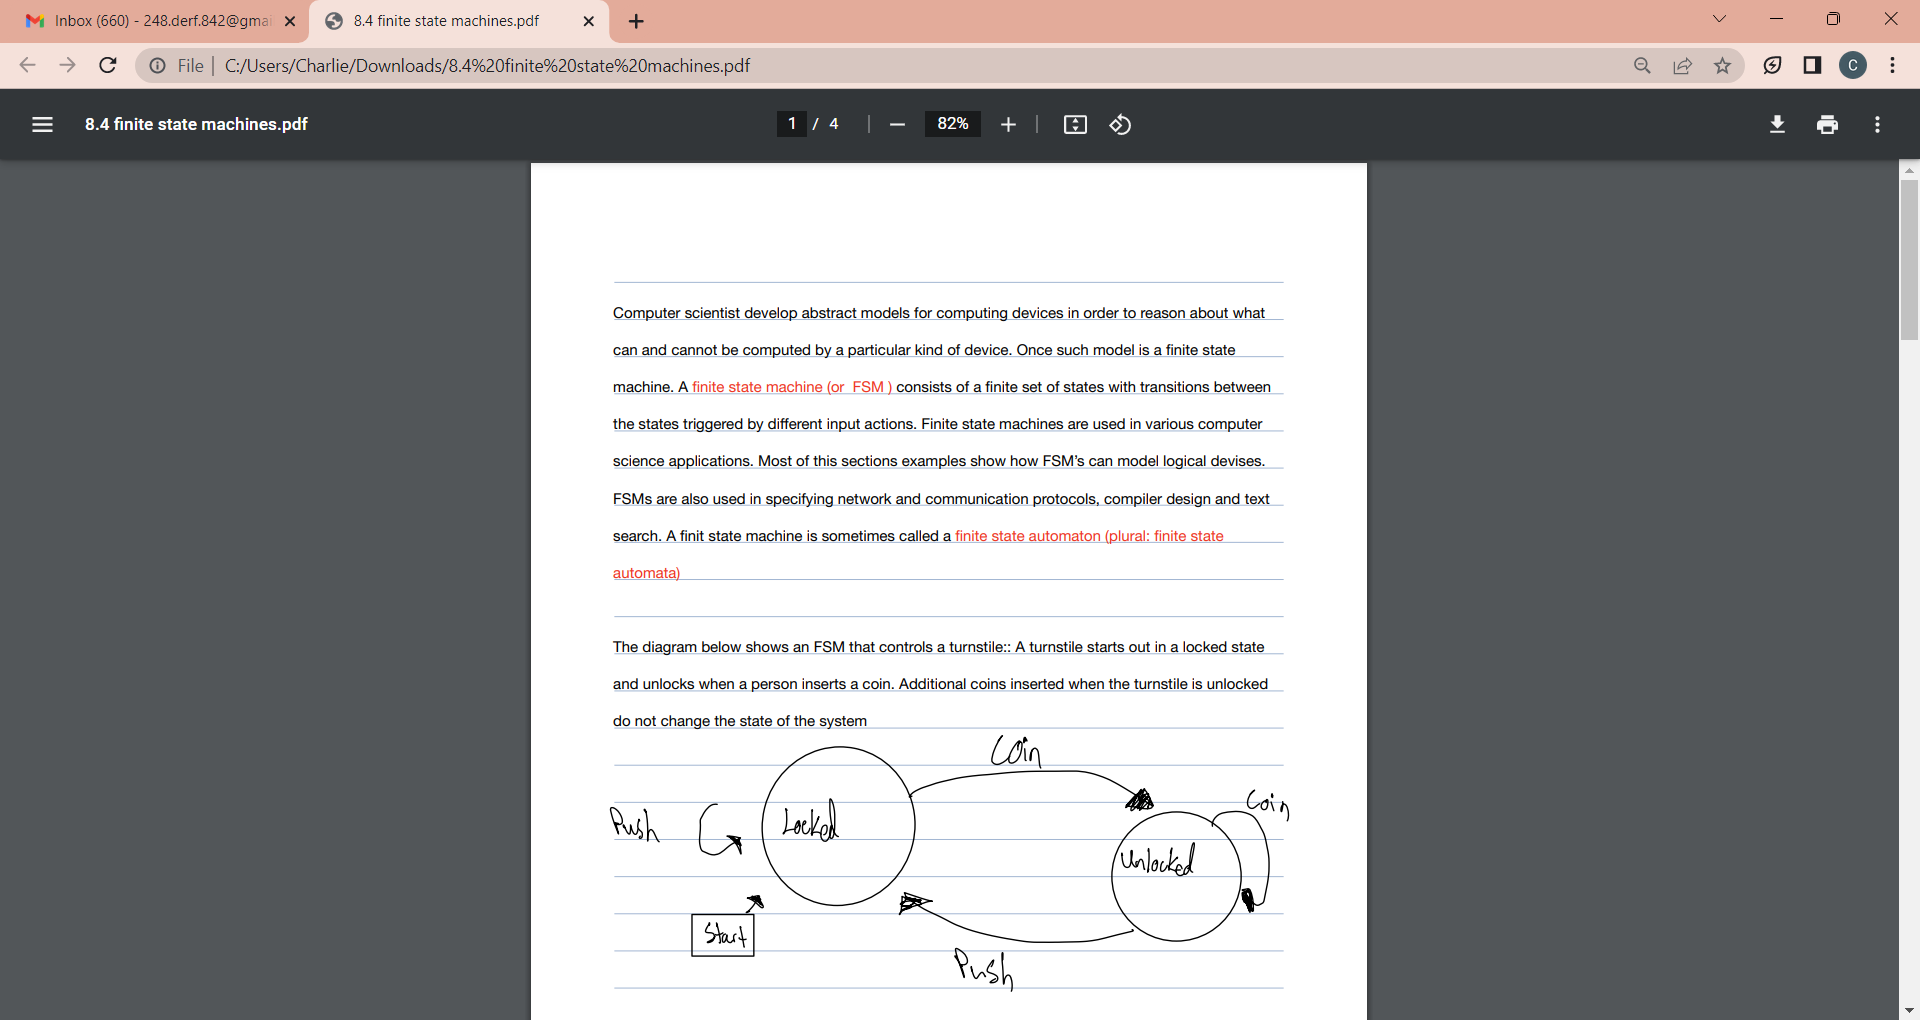 Inbox (660) - 248.derf.842@gmai
8.4 finite state machines.pdf
File | C:/Users/Charlie/Downloads/8.4%20finite%20state%20machines.pdf
C
8.4 finite state machines.pdf
1 / 4
82%
Computer scientist develop abstract models for computing devices in order to reason about what
can and cannot be computed by a particular kind of device. Once such model is a finite state
machine. A finite state machine (or FSM ) consists of a finite set of states with transitions between
the states triggered by different input actions. Finite state machines are used in various computer
science applications. Most of this sections examples show how FSM's can model logical devises.
FSMs are also used in specifying network and communication protocols, compiler design and text
search. A finit state machine is sometimes called a finite state automaton (plural: finite state
automata)
The diagram below shows an FSM that controls a turnstile:: A turnstile starts out in a locked state
and unlocks when a person inserts a coin. Additional coins inserted when the turnstile is unlocked
do not change the state of the system
Coin
Coin
Push
Locked
Unlocked
Start
Push